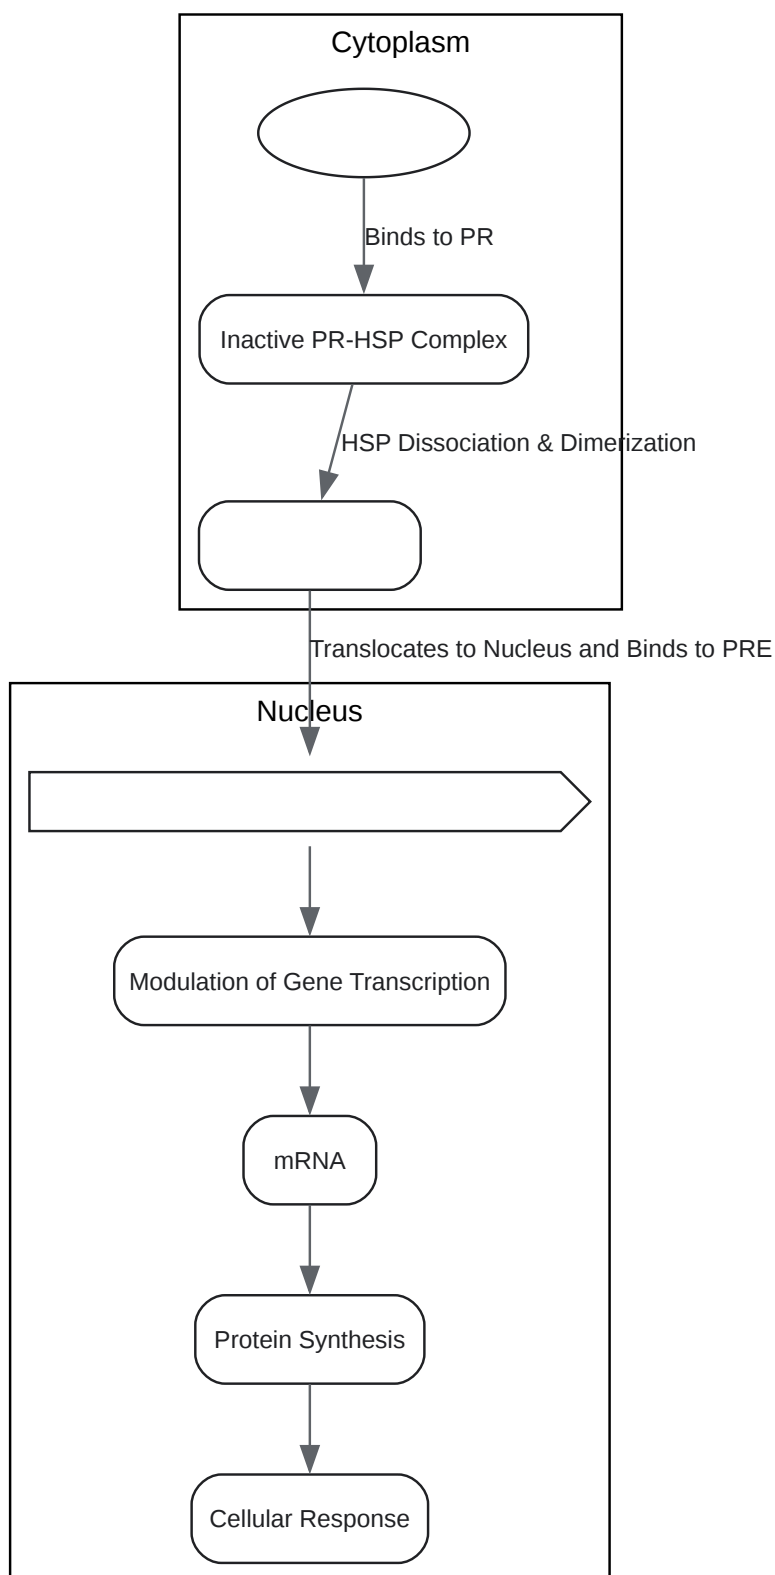 Cytoplasm
Binds to PR
Inactive PR-HSP Complex
HSP Dissociation & Dimerization
Translocates to Nucleus and Binds to PRE
Nucleus
Modulation of Gene Transcription
mRNA
Protein Synthesis
Cellular Response